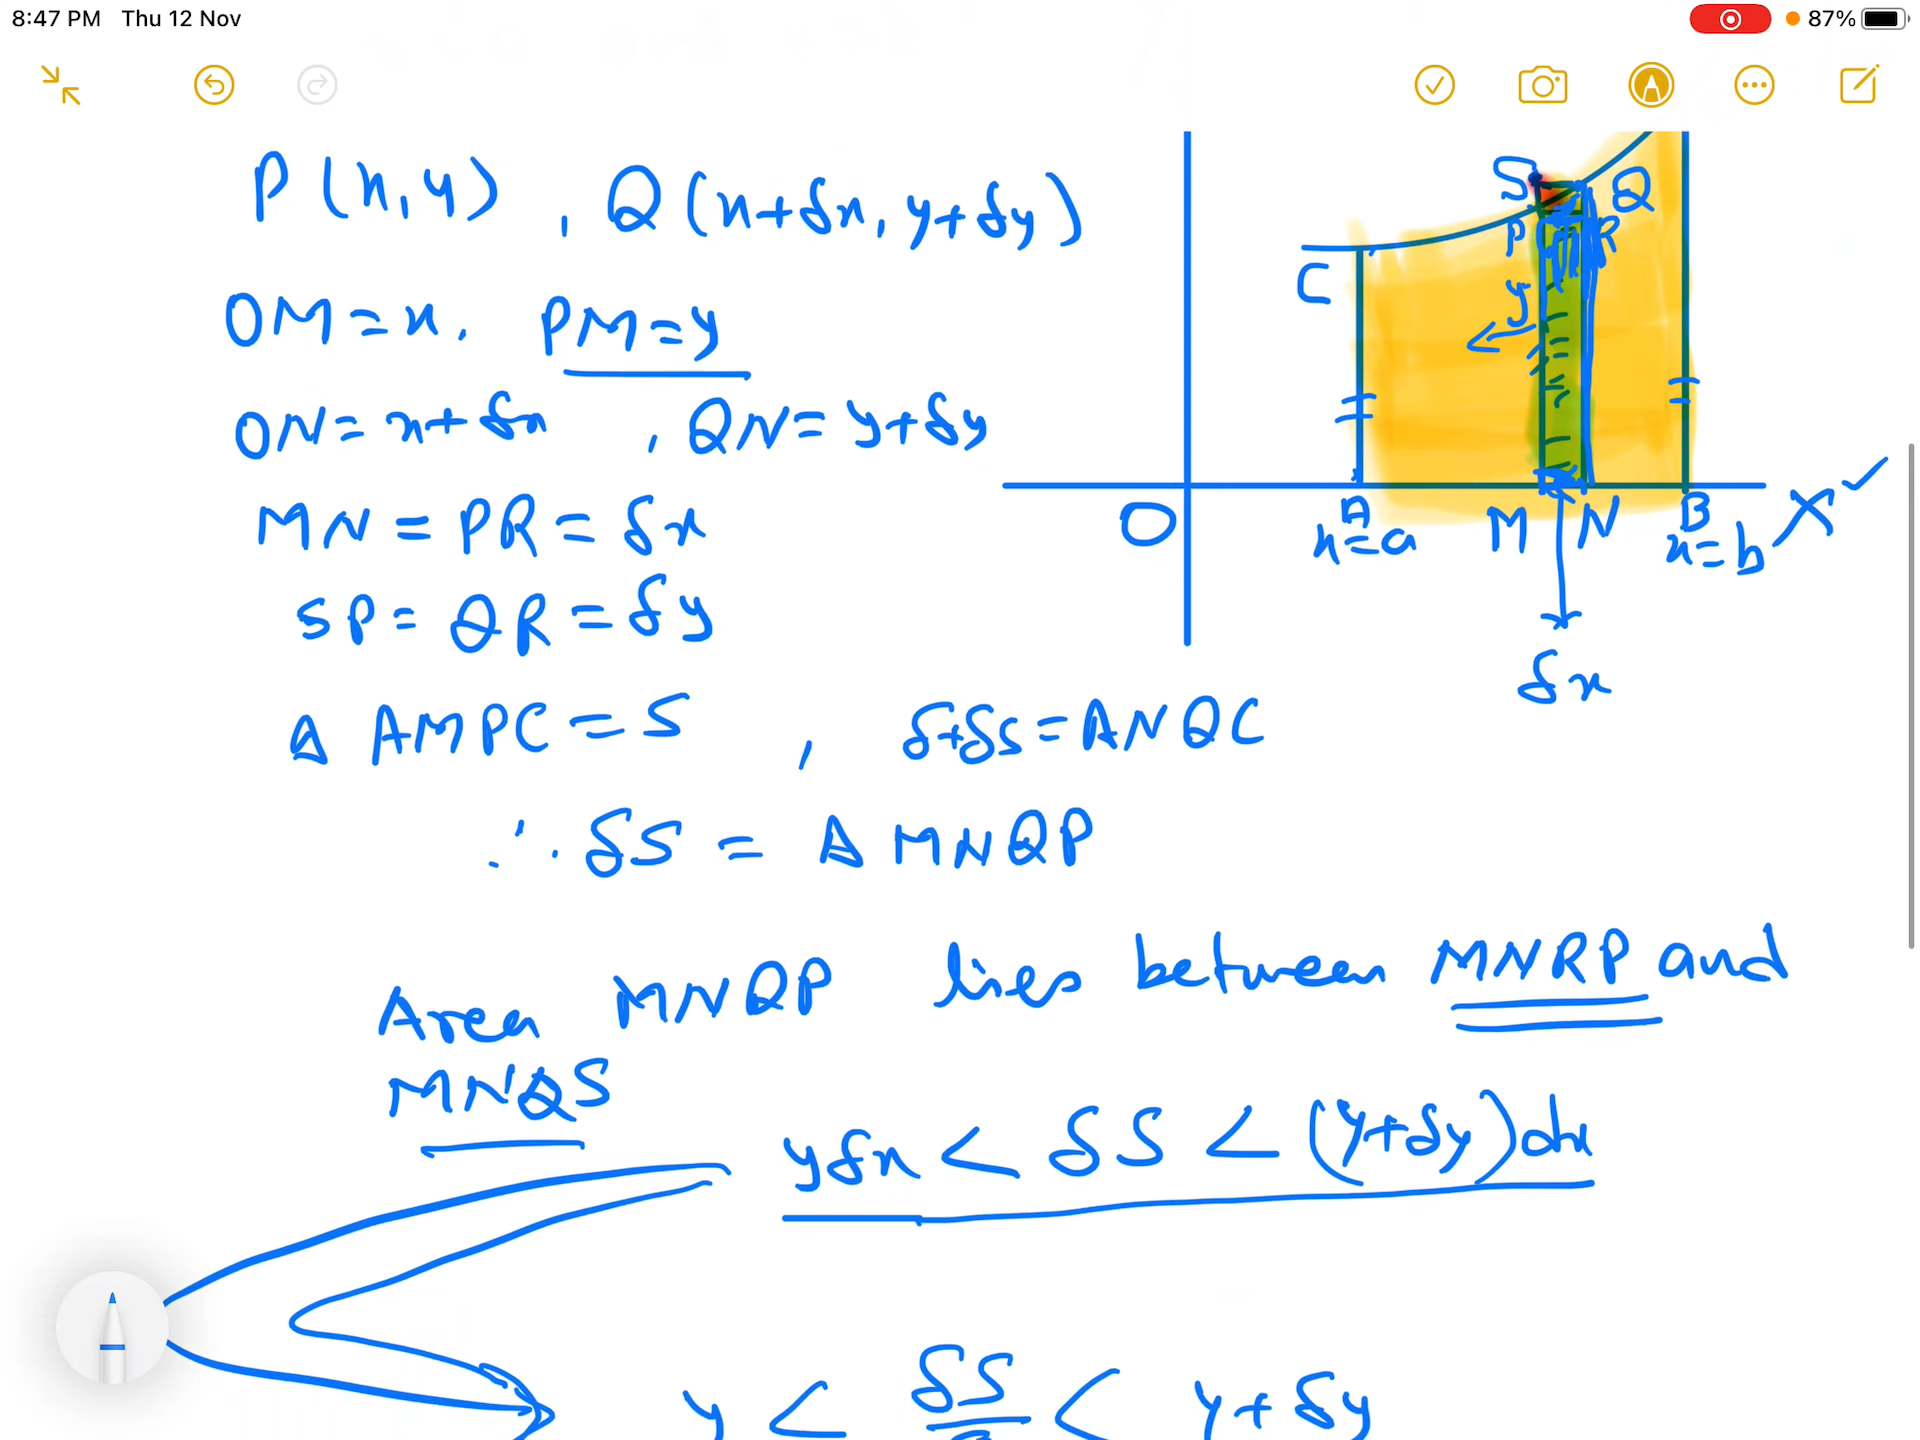 8:47 PM Thu 12 Nov
87%
P(x,y), Q(x+δx, y+δy)
OM=x. PM=y
ON=x+δx, QN=y+δy
MN=PR=δx
SP=QR=δy
Δ AMPC=S, S+δS=ANQC
∴ δS=Δ MNQP
Area MNQP lies between MNRP and
MNQS
yδx<δS<(y+δy)dx
y<δS<y+δy
S Q
P R
C
y
O A M N B X
x=a x=b
δx